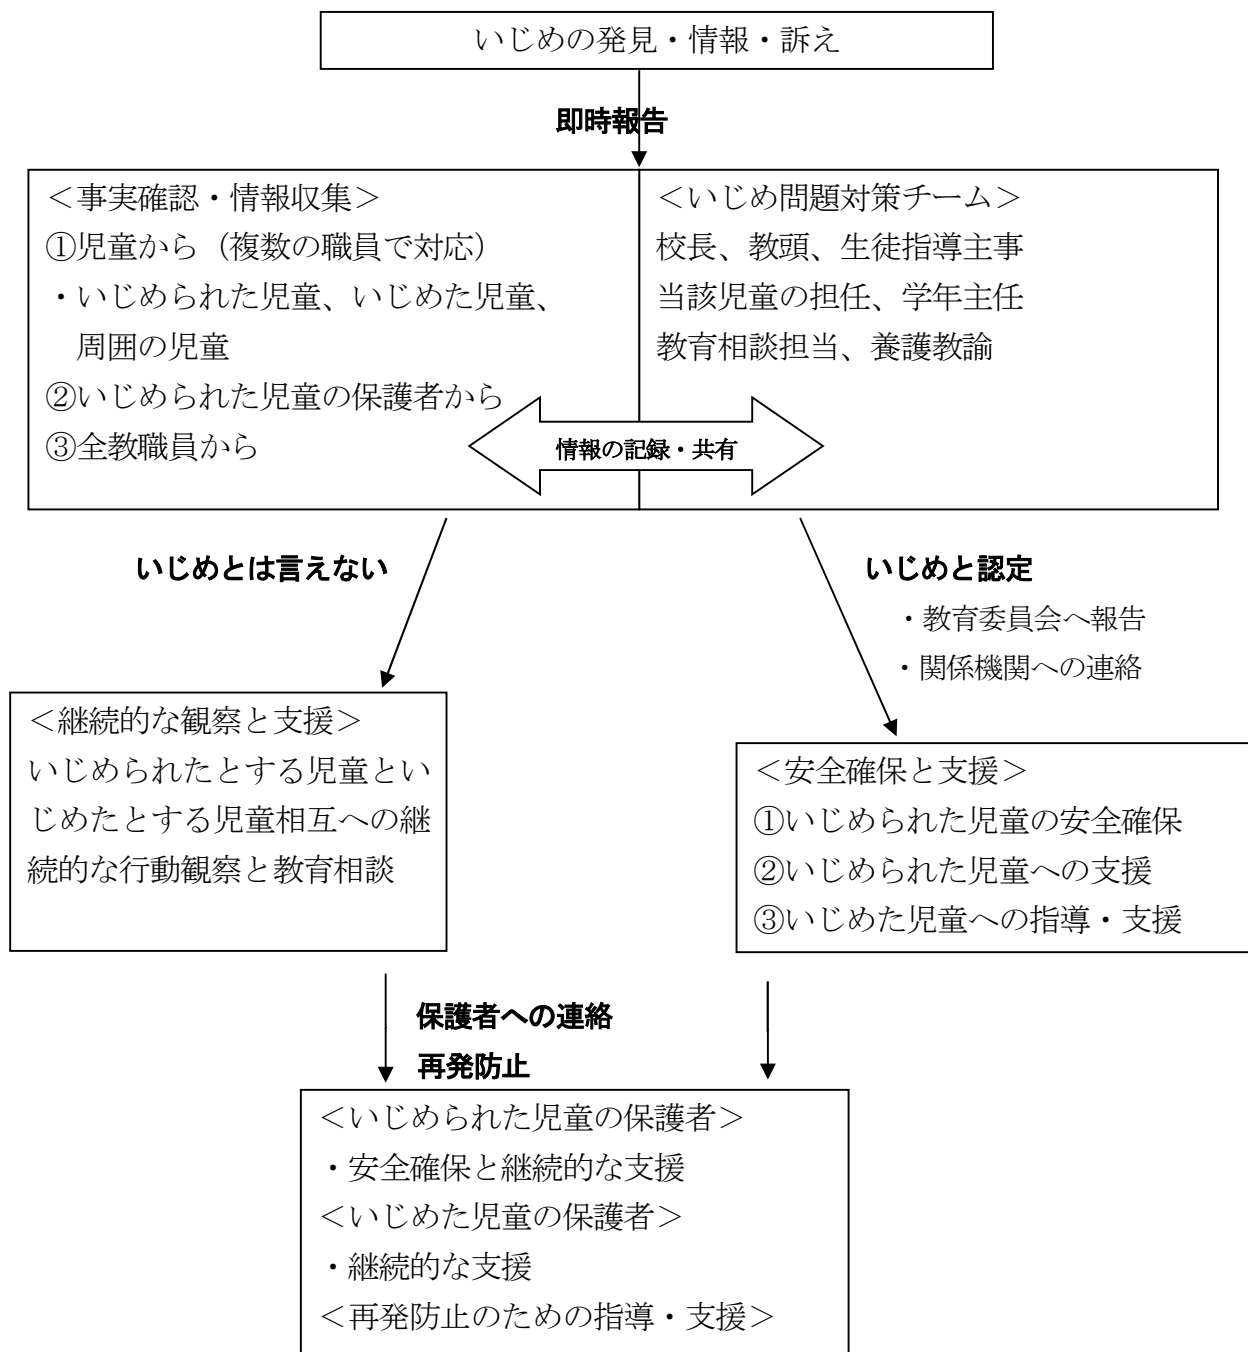 いじめの発見・情報・訴え
即時報告
＜事実確認・情報収集＞
①児童から（複数の職員で対応）
・いじめられた児童、いじめた児童、
周囲の児童
②いじめられた児童の保護者から
③全教職員から
＜いじめ問題対策チーム＞
校長、教頭、生徒指導主事
当該児童の担任、学年主任
教育相談担当、養護教諭
情報の記録・共有
いじめとは言えない
いじめと認定
・教育委員会へ報告
・関係機関への連絡
＜継続的な観察と支援＞
いじめられたとする児童とい
じめたとする児童相互への継
続的な行動観察と教育相談
＜安全確保と支援＞
①いじめられた児童の安全確保
②いじめられた児童への支援
③いじめた児童への指導・支援
保護者への連絡
再発防止
＜いじめられた児童の保護者＞
・安全確保と継続的な支援
＜いじめた児童の保護者＞
・継続的な支援
＜再発防止のための指導・支援＞